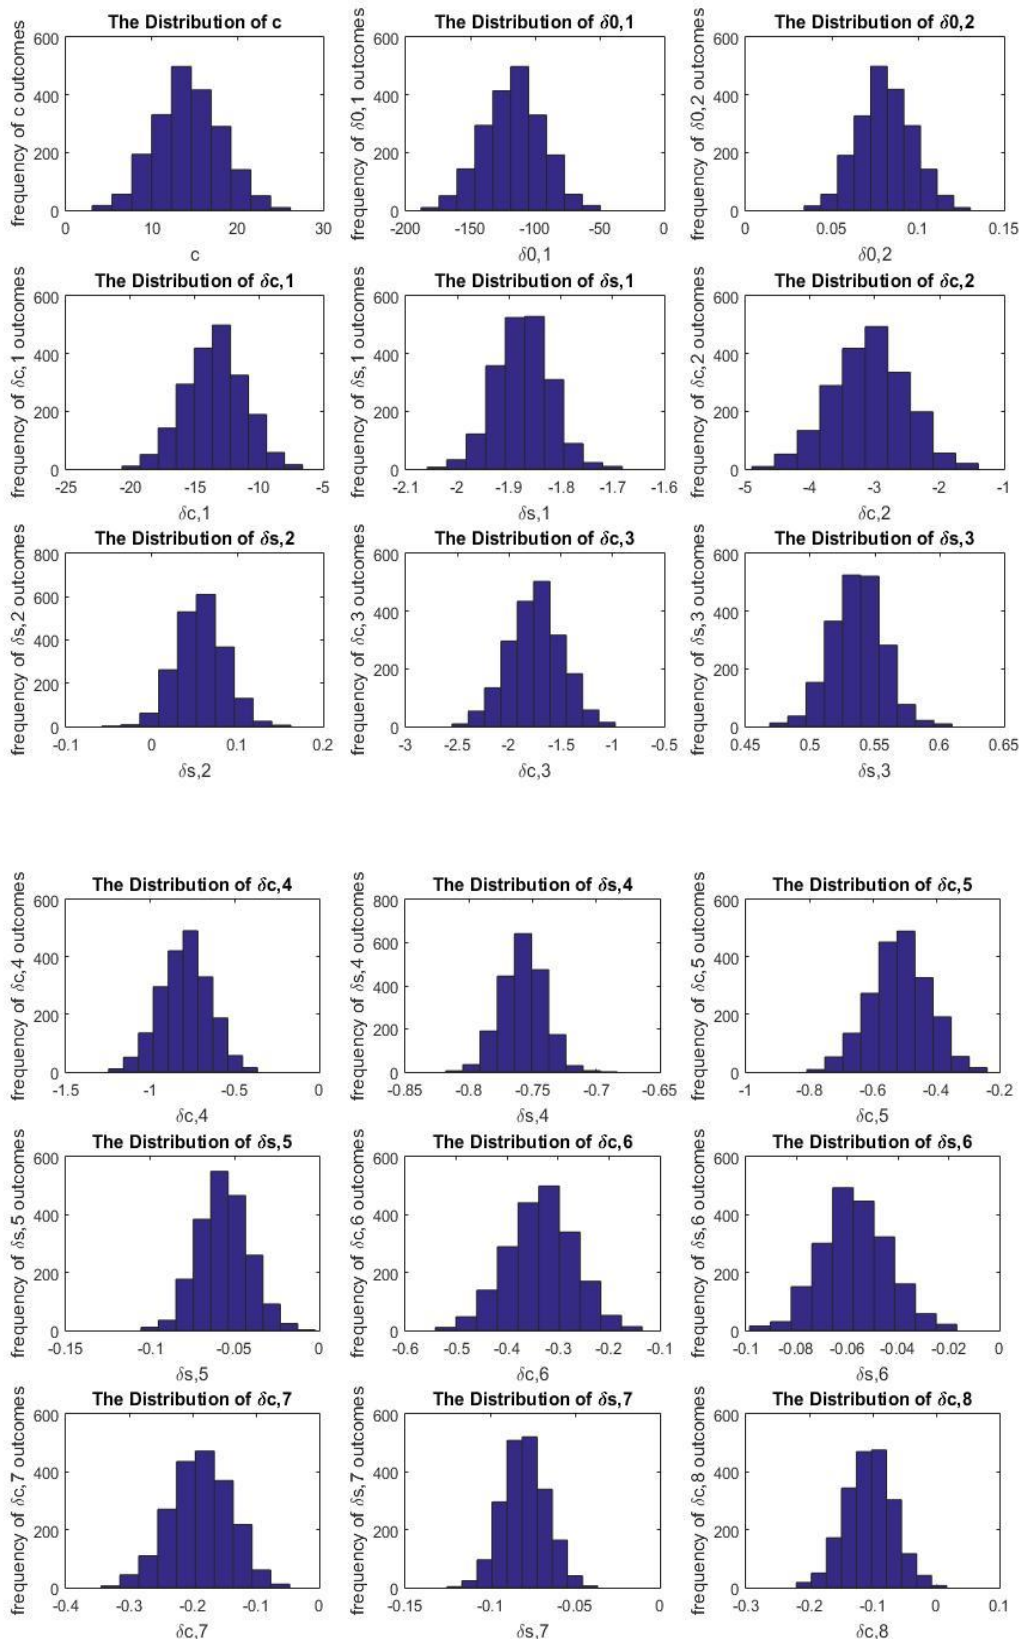 The Distribution of c
frequency of c outcomes
600
400
200
0
0 10 20 30
c
The Distribution of δ0,1
frequency of δ0,1 outcomes
600
400
200
0
-200 -150 -100 -50 0
δ0,1
The Distribution of δ0,2
frequency of δ0,2 outcomes
600
400
200
0
0 0.05 0.1 0.15
δ0,2
The Distribution of δc,1
frequency of δc,1 outcomes
600
400
200
0
-25 -20 -15 -10 -5
δc,1
The Distribution of δs,1
frequency of δs,1 outcomes
600
400
200
0
-2.1 -2 -1.9 -1.8 -1.7 -1.6
δs,1
The Distribution of δc,2
frequency of δc,2 outcomes
600
400
200
0
-5 -4 -3 -2 -1
δc,2
The Distribution of δs,2
frequency of δs,2 outcomes
800
600
400
200
0
-0.1 0 0.1 0.2
δs,2
The Distribution of δc,3
frequency of δc,3 outcomes
600
400
200
0
-3 -2.5 -2 -1.5 -1 -0.5
δc,3
The Distribution of δs,3
frequency of δs,3 outcomes
600
400
200
0
0.45 0.5 0.55 0.6 0.65
δs,3
The Distribution of δc,4
frequency of δc,4 outcomes
600
400
200
0
-1.5 -1 -0.5 0
δc,4
The Distribution of δs,4
frequency of δs,4 outcomes
800
600
400
200
0
-0.85 -0.8 -0.75 -0.7 -0.65
δs,4
The Distribution of δc,5
frequency of δc,5 outcomes
600
400
200
0
-1 -0.8 -0.6 -0.4 -0.2
δc,5
The Distribution of δs,5
frequency of δs,5 outcomes
600
400
200
0
-0.15 -0.1 -0.05 0
δs,5
The Distribution of δc,6
frequency of δc,6 outcomes
600
400
200
0
-0.6 -0.5 -0.4 -0.3 -0.2 -0.1
δc,6
The Distribution of δs,6
frequency of δs,6 outcomes
600
400
200
0
-0.1 -0.08 -0.06 -0.04 -0.02 0
δs,6
The Distribution of δc,7
frequency of δc,7 outcomes
600
400
200
0
-0.4 -0.3 -0.2 -0.1 0
δc,7
The Distribution of δs,7
frequency of δs,7 outcomes
600
400
200
0
-0.15 -0.1 -0.05 0
δs,7
The Distribution of δc,8
frequency of δc,8 outcomes
600
400
200
0
-0.3 -0.2 -0.1 0 0.1
δc,8